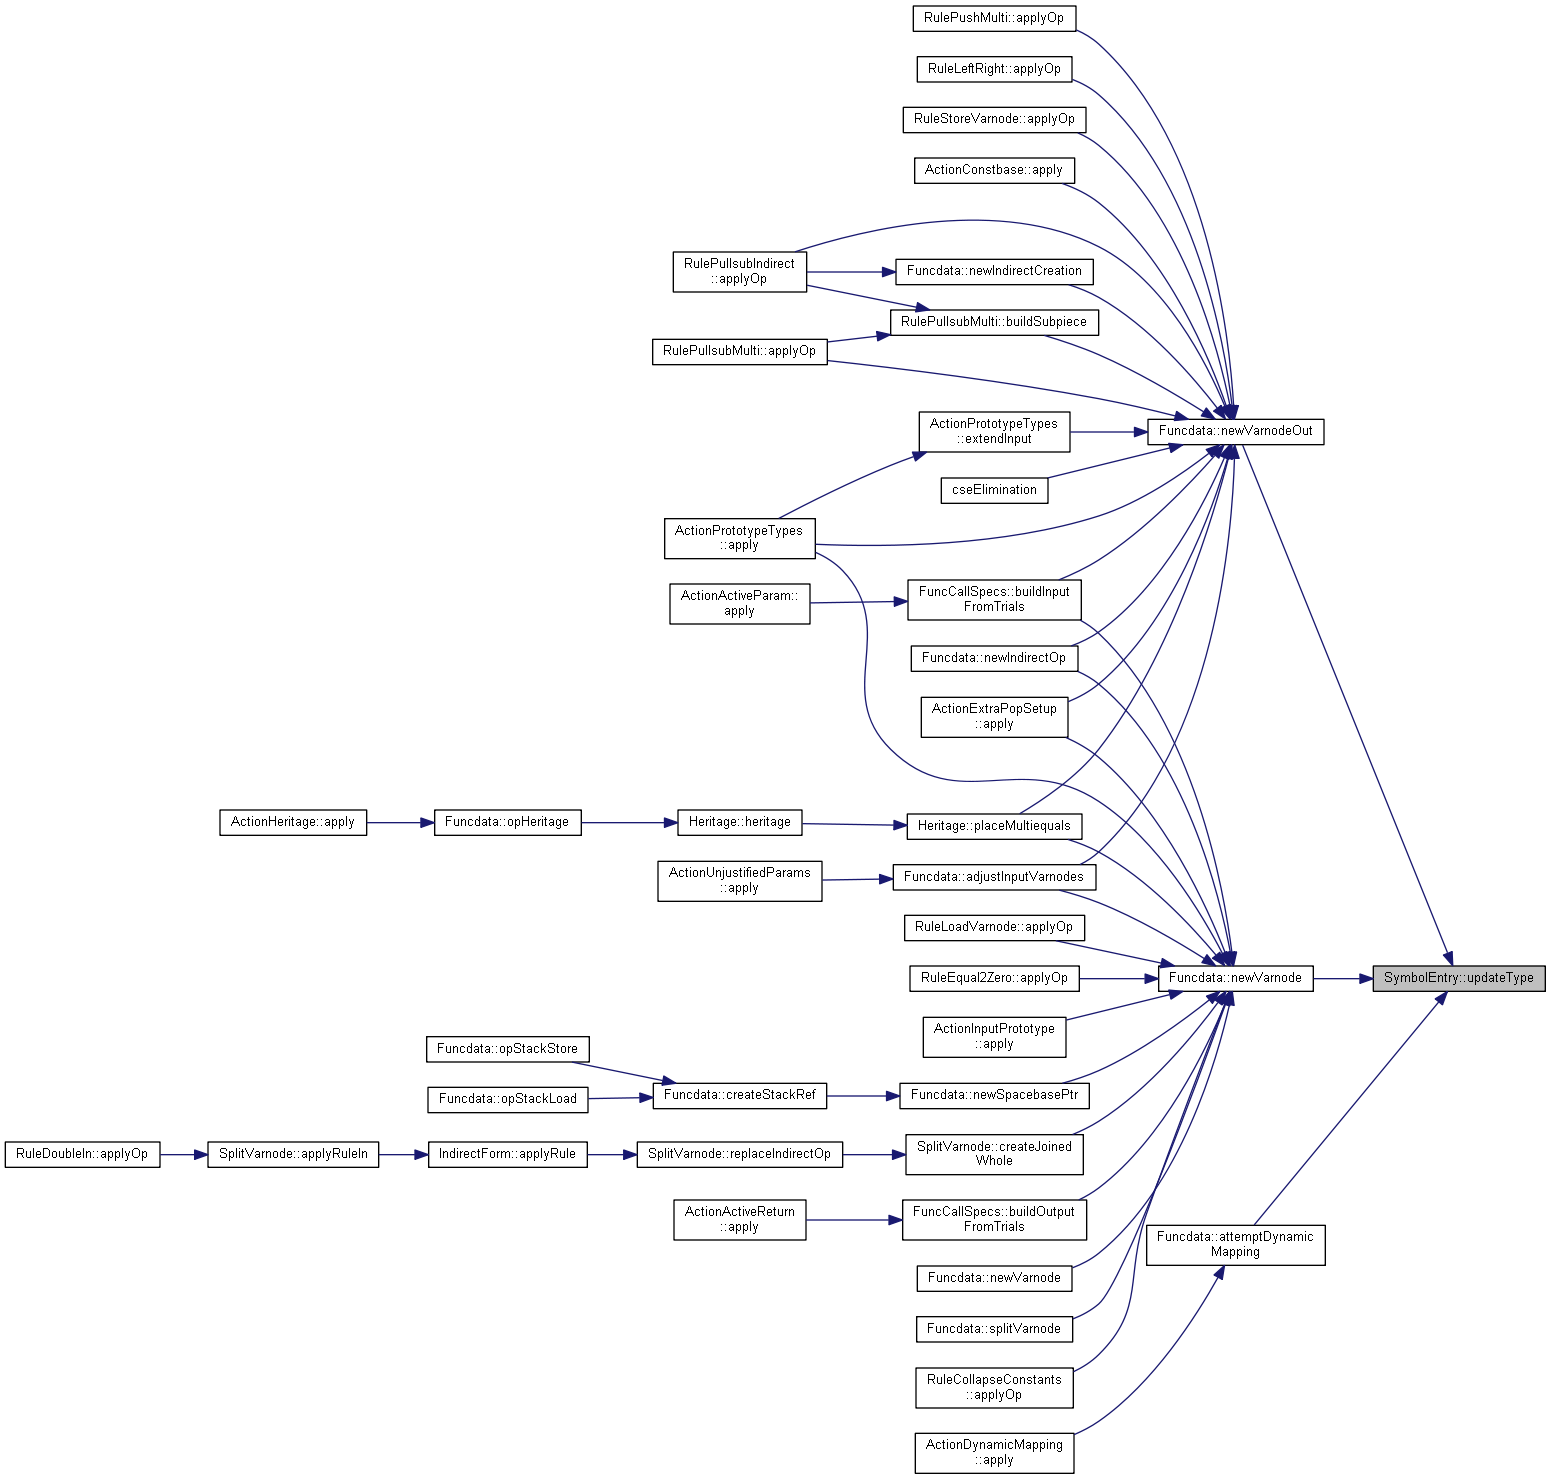 RulePushMulti::applyOp
RuleLeftRight::applyOp
RuleStoreVarnode::applyOp
ActionConstbase::apply
RulePullsubIndirect
::applyOp
Funcdata::newIndirectCreation
RulePullsubMulti::buildSubpiece
RulePullsubMulti::applyOp
ActionPrototypeTypes
::extendInput
Funcdata::newVarnodeOut
cseElimination
ActionPrototypeTypes
::apply
ActionActiveParam::
apply
FuncCallSpecs::buildInput
FromTrials
Funcdata::newIndirectOp
ActionExtraPopSetup
::apply
ActionHeritage::apply
Funcdata::opHeritage
Heritage::heritage
Heritage::placeMultiequals
ActionUnjustifiedParams
::apply
Funcdata::adjustInputVarnodes
RuleLoadVarnode::applyOp
RuleEqual2Zero::applyOp
Funcdata::newVarnode
SymbolEntry::updateType
ActionInputPrototype
::apply
Funcdata::opStackStore
Funcdata::opStackLoad
Funcdata::createStackRef
Funcdata::newSpacebasePtr
RuleDoubleIn::applyOp
SplitVarnode::applyRuleIn
IndirectForm::applyRule
SplitVarnode::replaceIndirectOp
SplitVarnode::createJoined
Whole
ActionActiveReturn
::apply
FuncCallSpecs::buildOutput
FromTrials
Funcdata::attemptDynamic
Mapping
Funcdata::newVarnode
Funcdata::splitVarnode
RuleCollapseConstants
::applyOp
ActionDynamicMapping
::apply